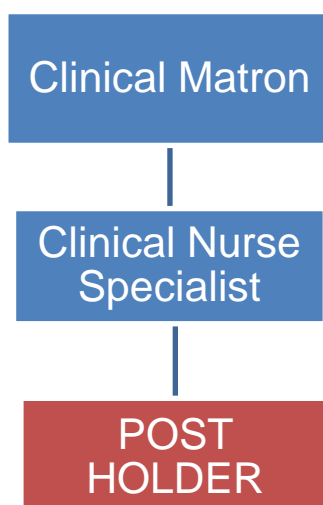 Clinical Matron
Clinical Nurse
Specialist
POST
HOLDER